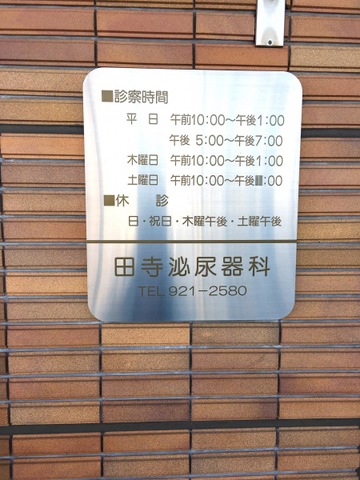 ■診察時間
平 日 午前10:00～午後1:00
午後 5:00～午後7:00
木曜日 午前10:00～午後1:00
土曜日 午前10:00～午後 :00
■休 診
日・祝日・木曜午後・土曜午後
田寺泌尿器科
TEL 921-2580